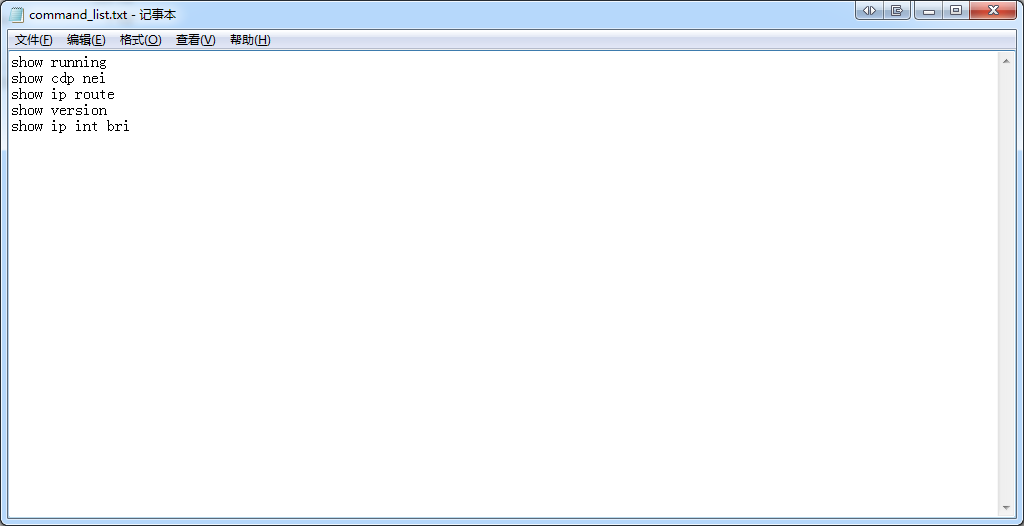 command_list.txt - 记事本
文件(F) 编辑(E) 格式(O) 查看(V) 帮助(H)
show running
show cdp nei
show ip route
show version
show ip int bri